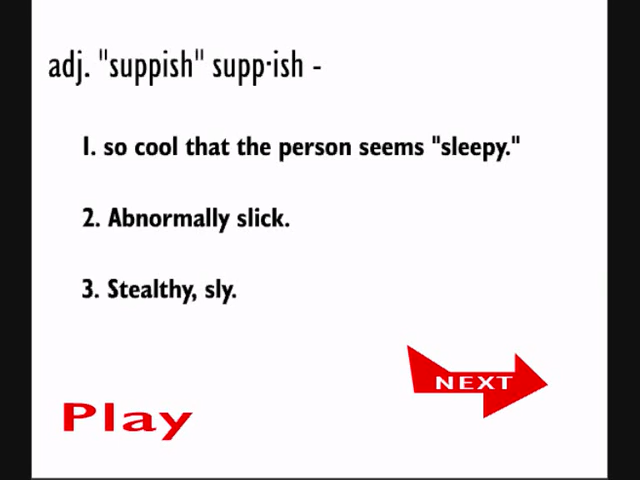 adj. "suppish" supp·ish -
1. so cool that the person seems "sleepy."
2. Abnormally slick.
3. Stealthy, sly.
NEXT
Play